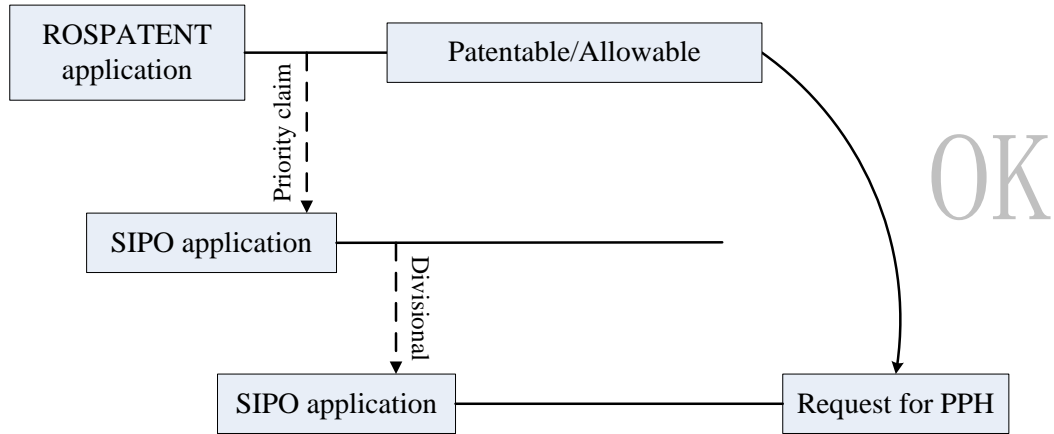 ROSPATENT
application
Patentable/Allowable
Priority claim
OK
SIPO application
Divisional
SIPO application
Request for PPH